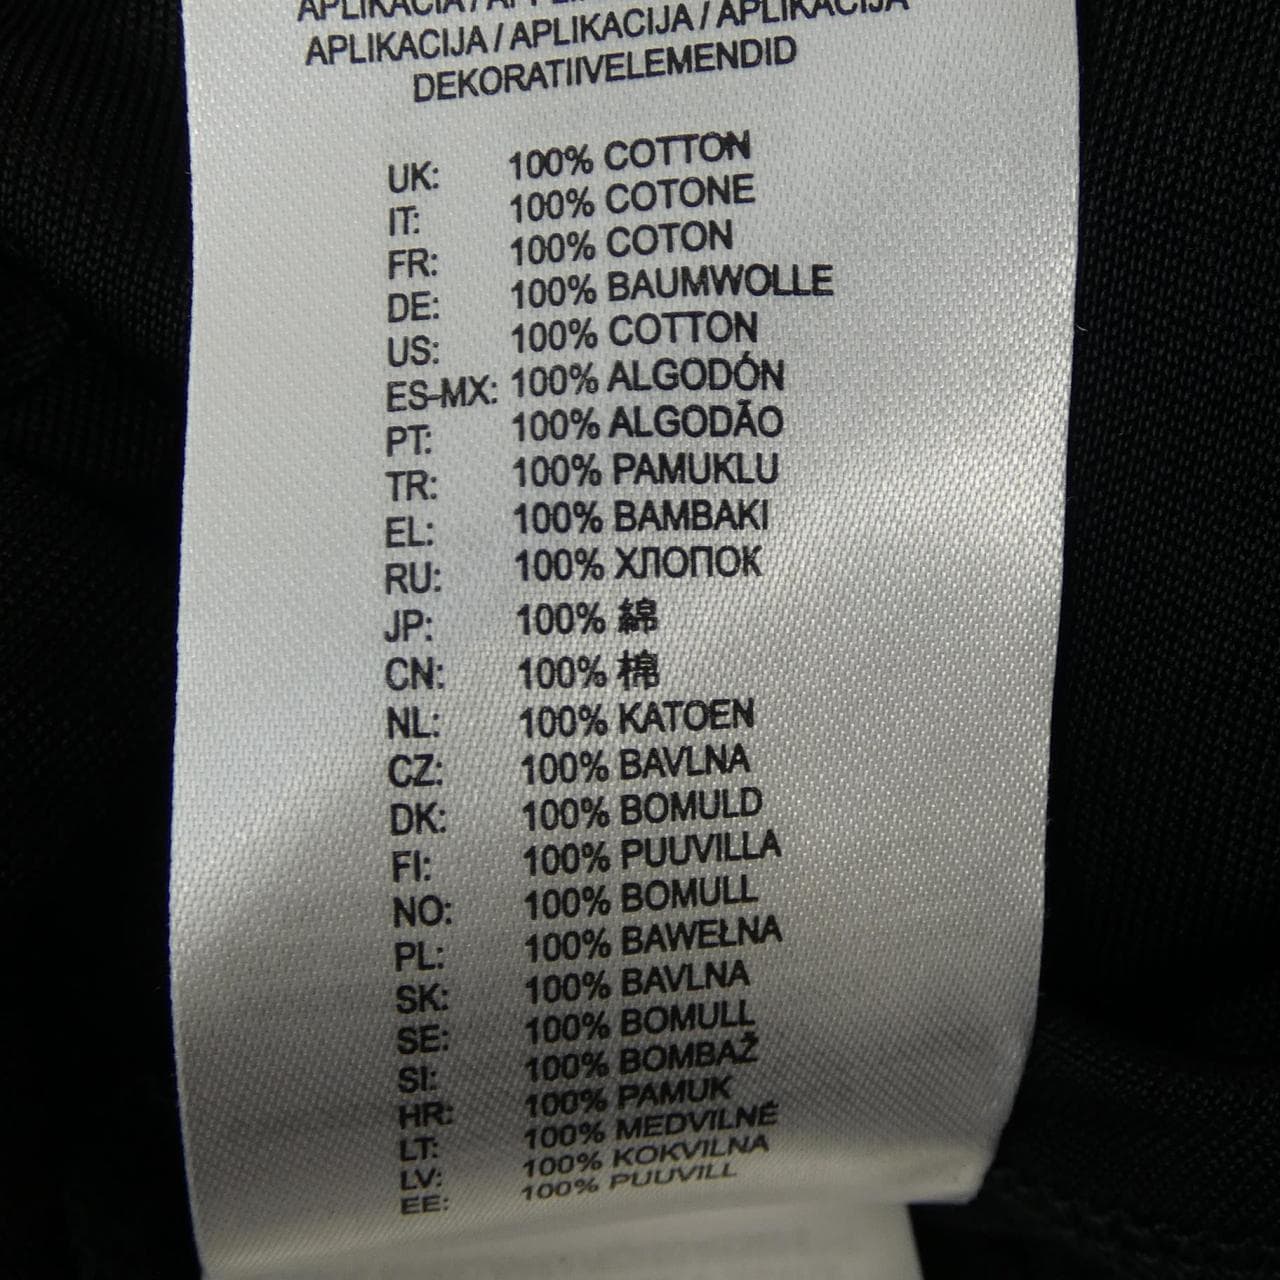 APLIKACIJA / APLIKACIJA / APLIKACIJA
DEKORATIIVELEMENDID
UK: 100% COTTON
IT: 100% COTONE
FR: 100% COTON
DE: 100% BAUMWOLLE
US: 100% COTTON
ES-MX: 100% ALGODÓN
PT: 100% ALGODÃO
TR: 100% PAMUKLU
EL: 100% BAMBAKI
RU: 100% ХЛОПОК
JP: 100% 綿
CN: 100% 棉
NL: 100% KATOEN
CZ: 100% BAVLNA
DK: 100% BOMULD
FI: 100% PUUVILLA
NO: 100% BOMULL
PL: 100% BAWEŁNA
SK: 100% BAVLNA
SE: 100% BOMULL
SI: 100% BOMBAŽ
HR: 100% PAMUK
LT: 100% MEDVILNĖ
LV: 100% KOKVILNA
EE: 100% PUUVILL